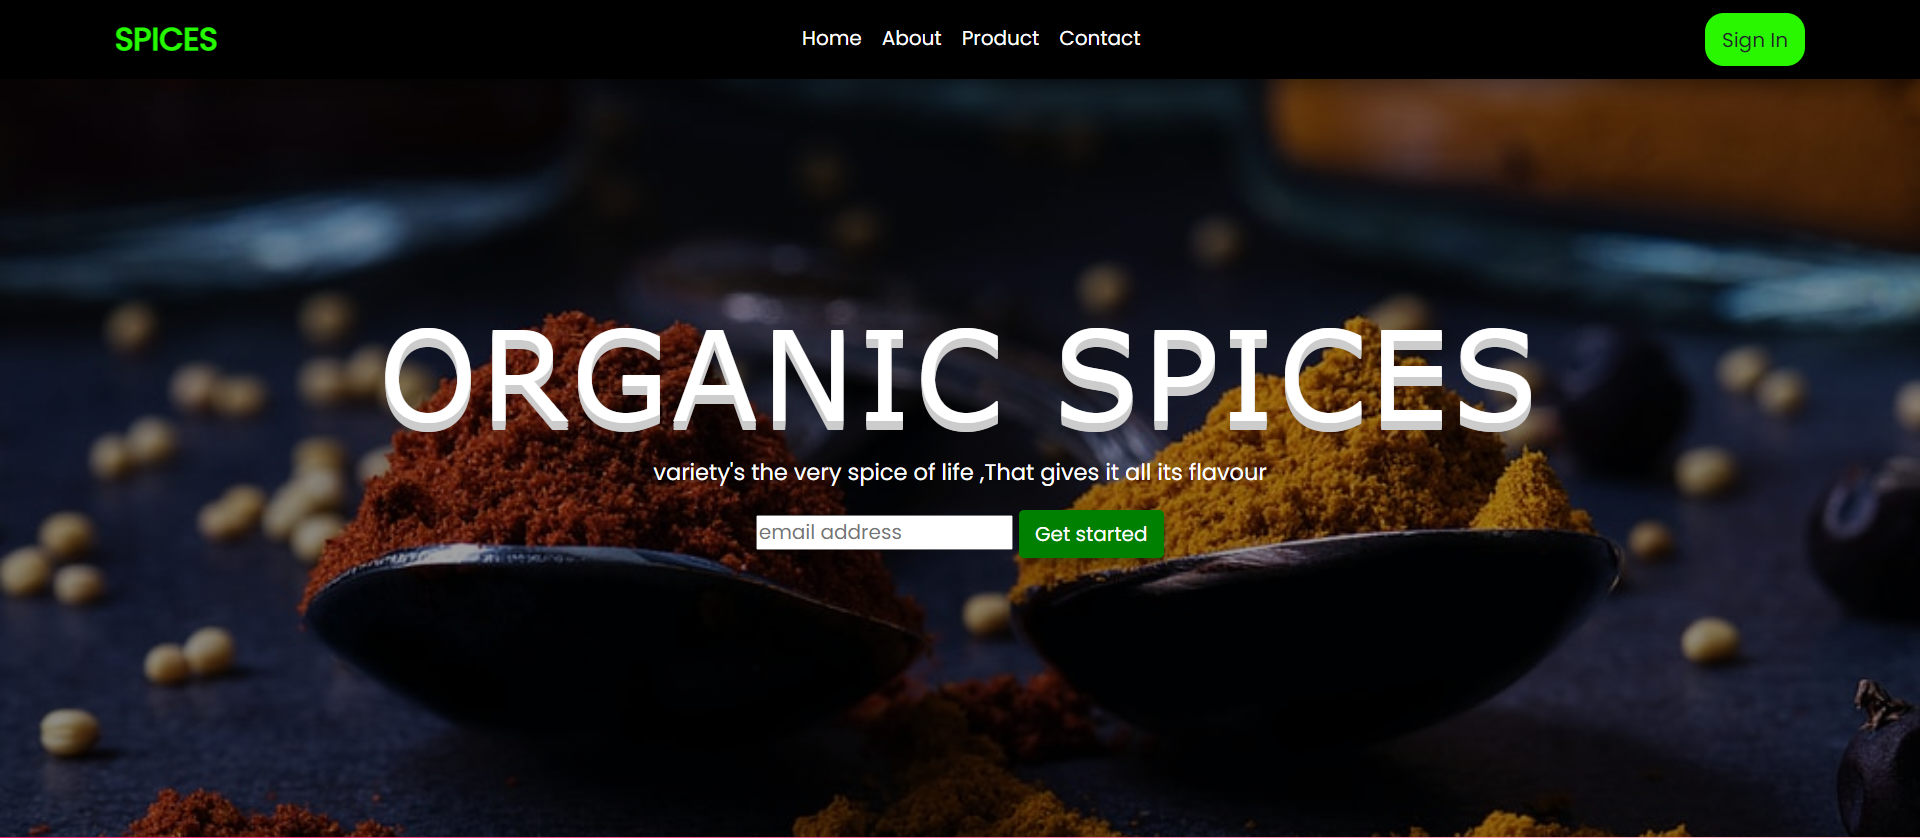 SPICES
Home About Product Contact
Sign In
ORGANIC SPICES
variety's the very spice of life ,That gives it all its flavour
email address
Get started